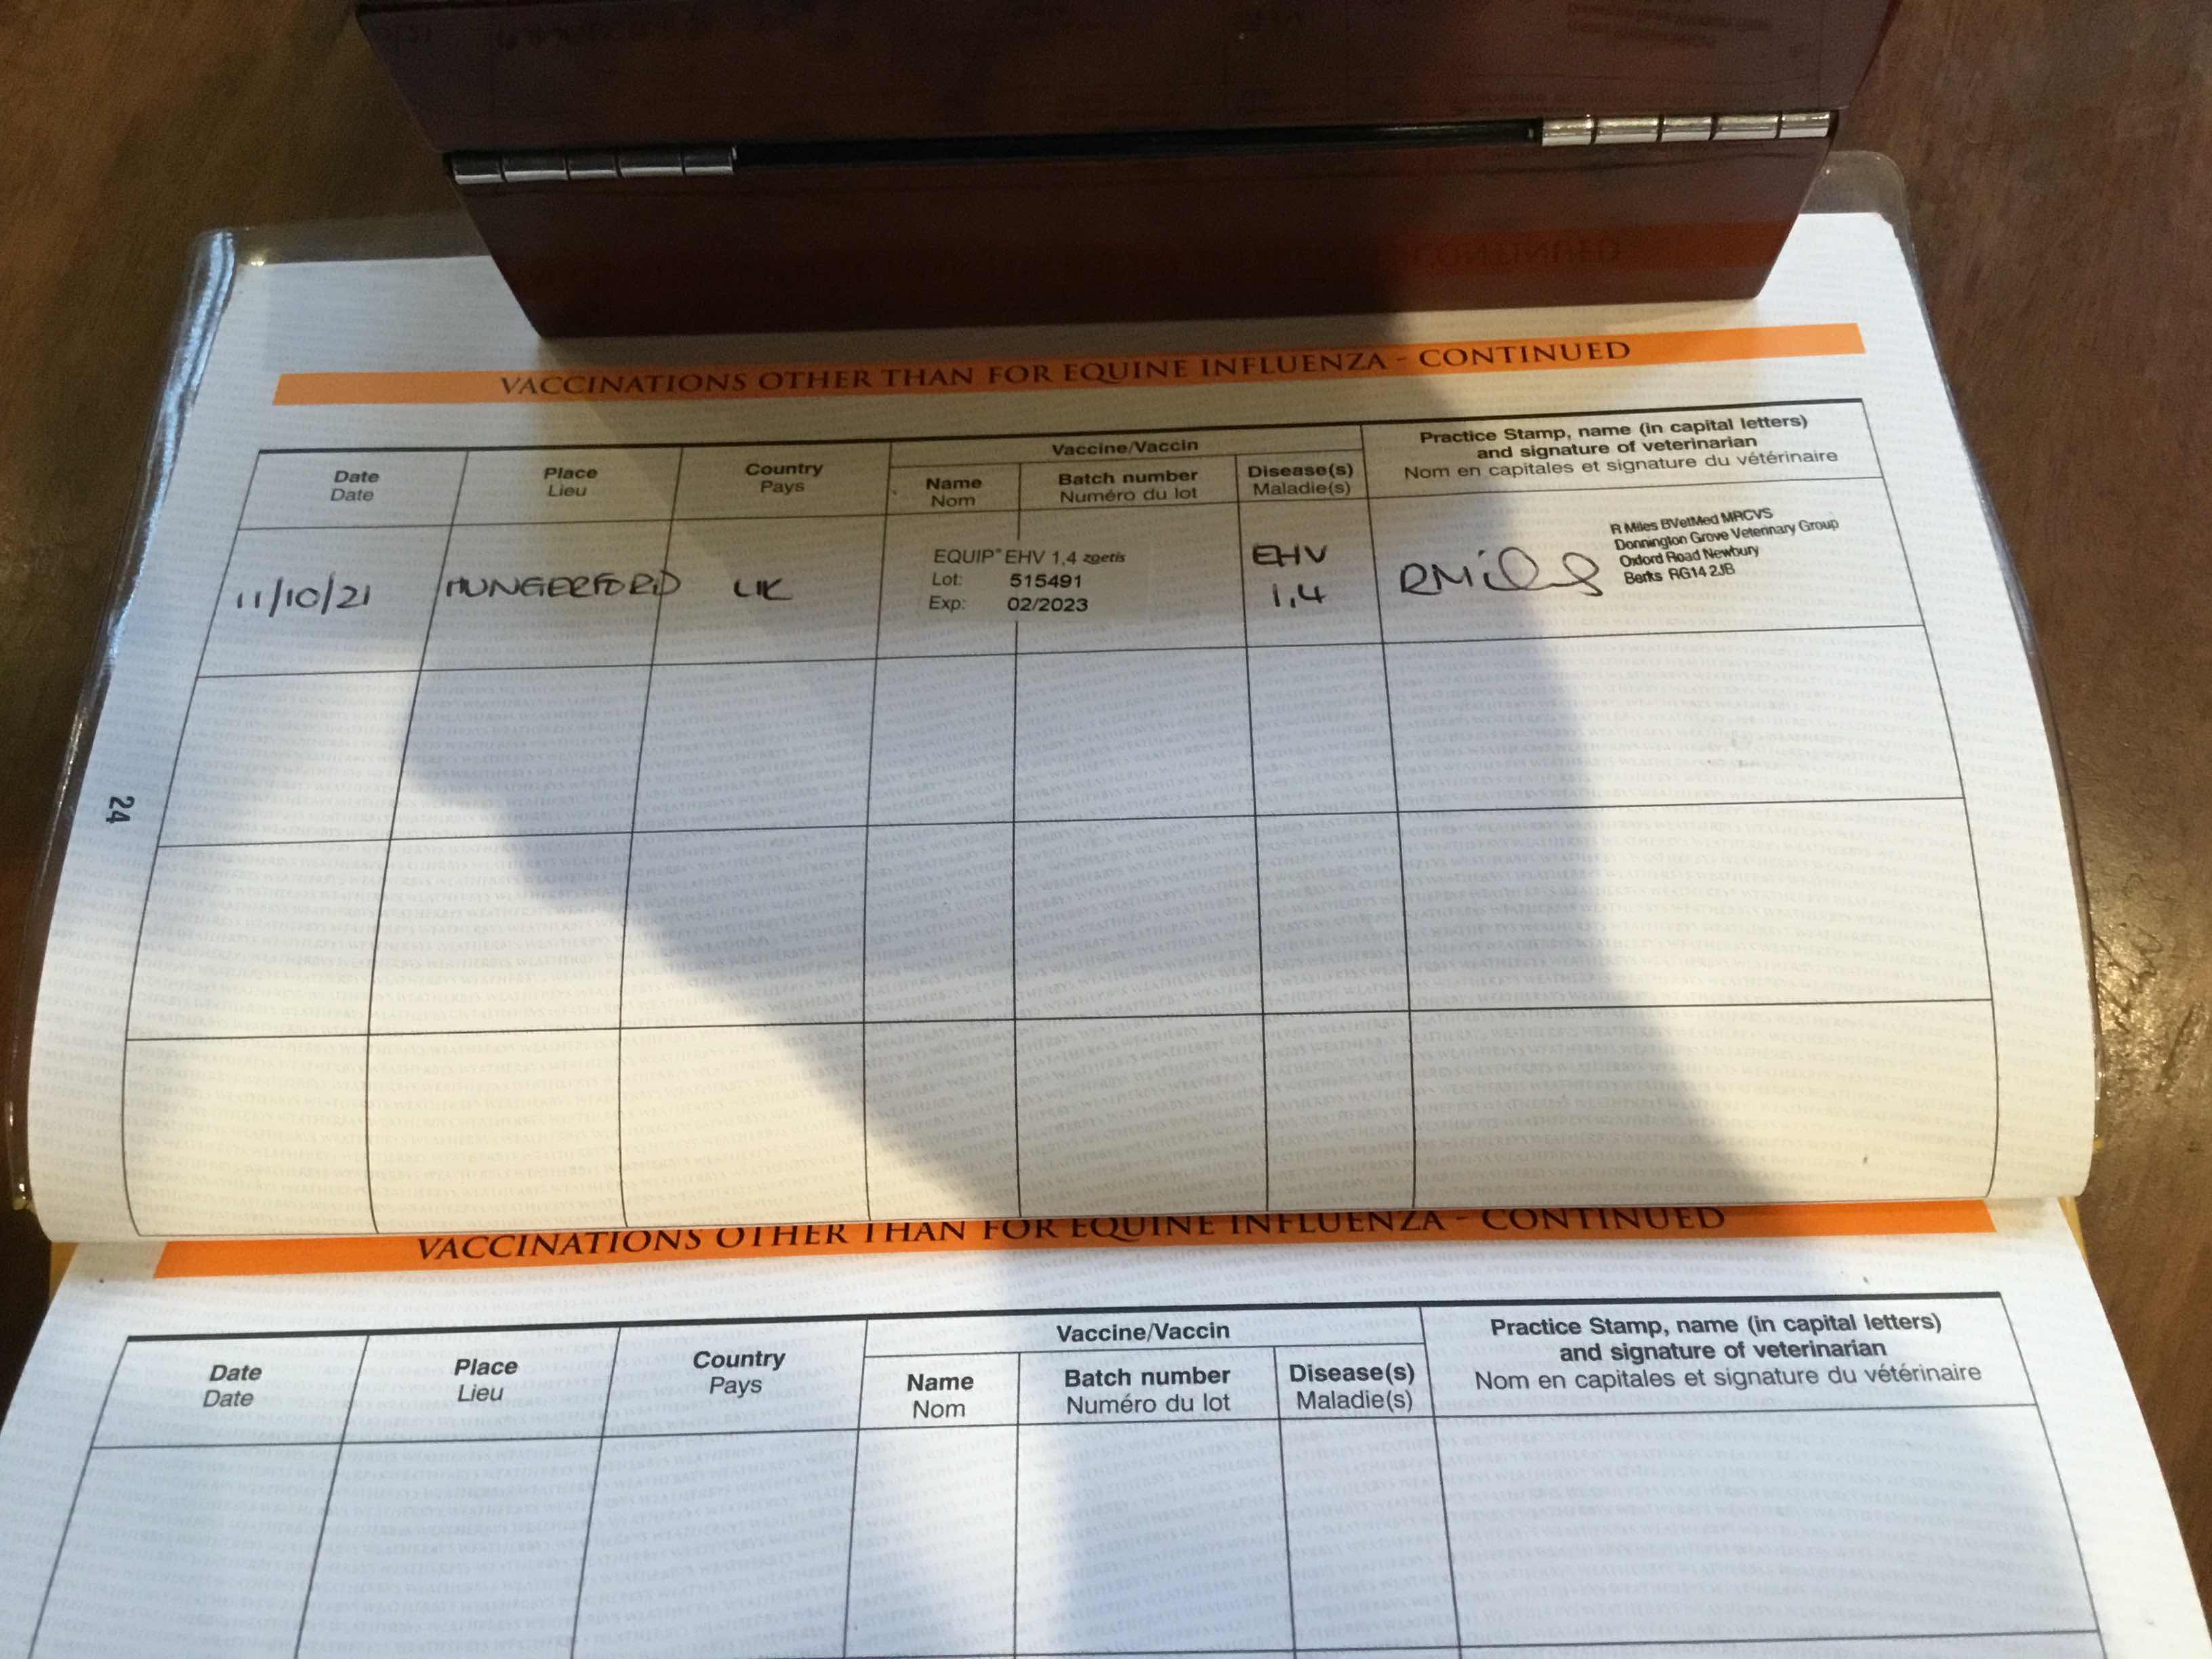 CONTINUED
VACCINATIONS OTHER THAN FOR EQUINE INFLUENZA - CONTINUED
Date
Date
Place
Lieu
Country
Pays
Vaccine/Vaccin
Name
Nom
Batch number
Numéro du lot
Disease(s)
Maladie(s)
Practice Stamp, name (in capital letters)
and signature of veterinarian
Nom en capitales et signature du vétérinaire
11/10/21
HUNGERFORD
UK
EQUIP® EHV 1,4 zoetis
Lot: 515491
Exp: 02/2023
EHV
1,4
RMiles
R Miles BVetMed MRCVS
Donnington Grove Veterinary Group
Oxford Road Newbury
Berks RG14 2JB
24
VACCINATIONS OTHER THAN FOR EQUINE INFLUENZA - CONTINUED
Date
Date
Place
Lieu
Country
Pays
Vaccine/Vaccin
Name
Nom
Batch number
Numéro du lot
Disease(s)
Maladie(s)
Practice Stamp, name (in capital letters)
and signature of veterinarian
Nom en capitales et signature du vétérinaire